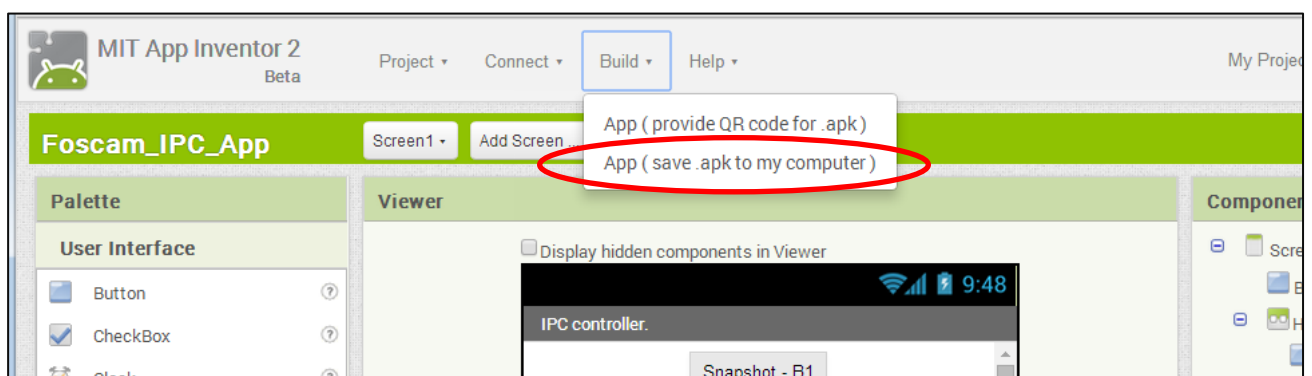 MIT App Inventor 2
Beta
Project
Connect
Build
Help
My Projec
App ( provide QR code for .apk )
App ( save .apk to my computer )
Foscam_IPC_App
Screen1
Add Screen ...
Palette
Viewer
Componen
User Interface
Display hidden components in Viewer
Scre
Button
9:48
B
CheckBox
IPC controller.
H
Snapshot - B1